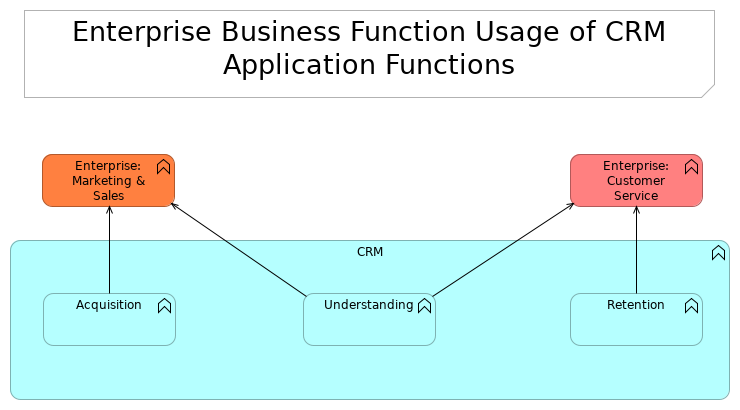 Enterprise Business Function Usage of CRM
Application Functions
Enterprise:
Marketing &
Sales
Enterprise:
Customer
Service
CRM
Acquisition
Understanding
Retention